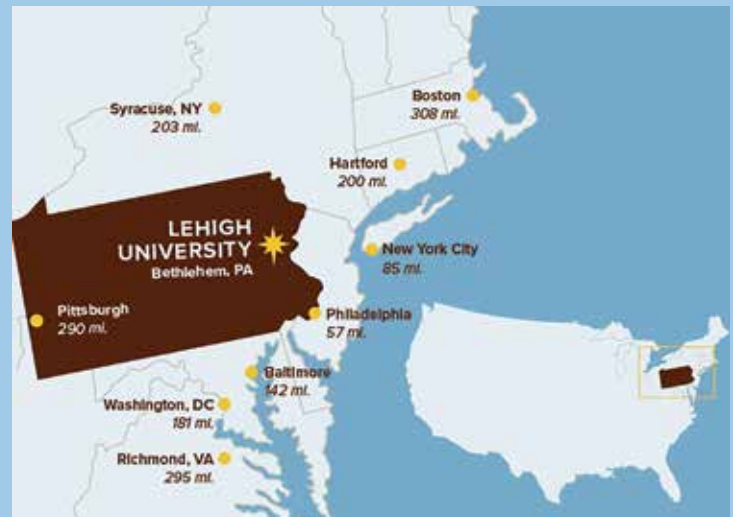 Syracuse, NY
203 mi.
Boston
308 mi.
Hartford
200 mi.
LEHIGH
UNIVERSITY
Bethlehem, PA
New York City
85 mi.
Pittsburgh
290 mi.
Philadelphia
57 mi.
Baltimore
142 mi.
Washington, DC
181 mi.
Richmond, VA
295 mi.